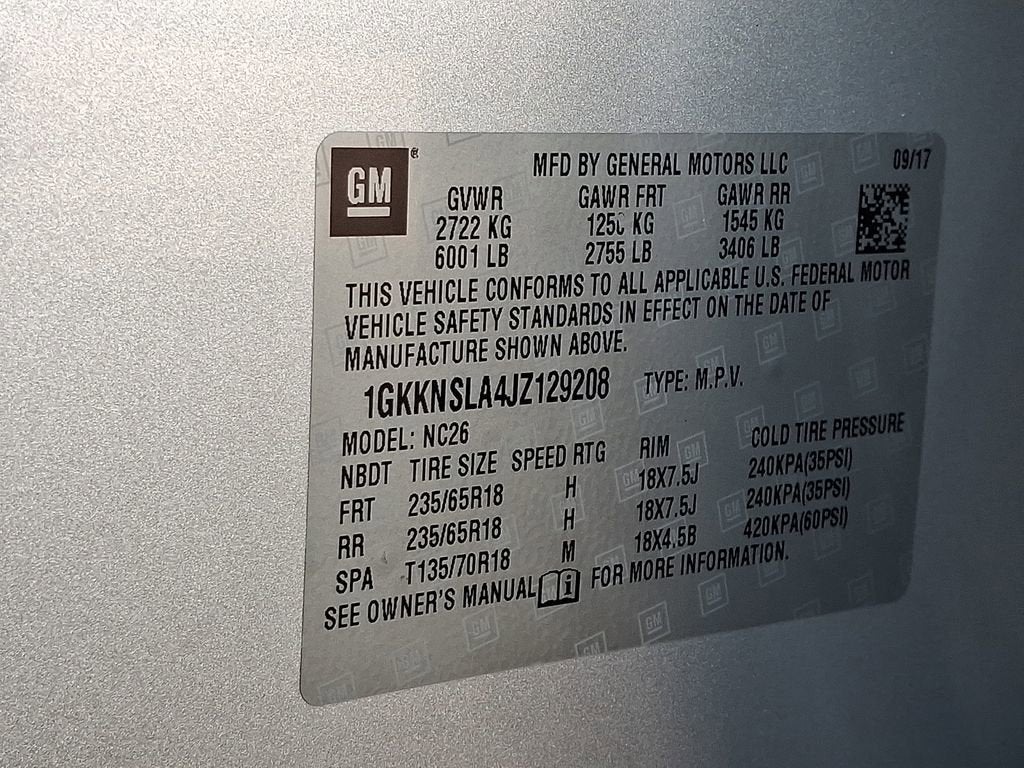 GM ®
MFD BY GENERAL MOTORS LLC 09/17
GVWR GAWR FRT GAWR RR
2722 KG KG 1545 KG
6001 LB 2755 LB 3406 LB
THIS VEHICLE CONFORMS TO ALL APPLICABLE U.S. FEDERAL MOTOR
VEHICLE SAFETY STANDARDS IN EFFECT ON THE DATE OF
MANUFACTURE SHOWN ABOVE.
1GKKNSLA4JZ129208 TYPE: M.P.V.
MODEL: NC26
NBDT TIRE SIZE SPEED RTG RIM COLD TIRE PRESSURE
FRT 235/65R18 H 18X7.5J 240KPA(35PSI)
RR 235/65R18 H 18X7.5J 240KPA(35PSI)
SPA T135/70R18 M 18X4.5B 420KPA(60PSI)
SEE OWNER'S MANUAL i FOR MORE INFORMATION.